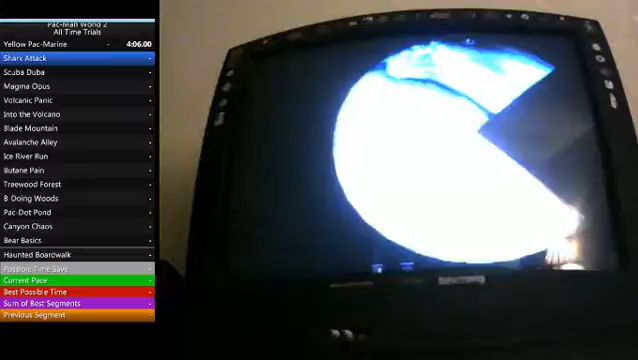 Pac-Man World 2
All Time Trials
Yellow Pac-Marine - 4:06.00
Shark Attack -
Scuba Duba -
Magma Opus -
Volcanic Panic -
Into the Volcano -
Blade Mountain -
Avalanche Alley -
Ice River Run -
Butane Pain -
Treewood Forest -
B-Doing Woods -
Pac-Dot Pond -
Canyon Chaos -
Bear Basics -
Haunted Boardwalk -
Possible Time Save -
Current Pace -
Best Possible Time -
Sum of Best Segments -
Previous Segment -